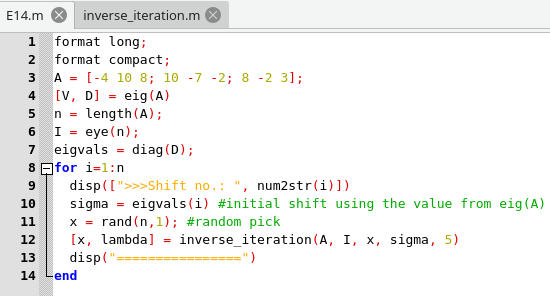 E14.m inverse_iteration.m
1 format long;
2 format compact;
3 A = [-4 10 8; 10 -7 -2; 8 -2 3];
4 [V, D] = eig(A)
5 n = length(A);
6 I = eye(n);
7 eigvals = diag(D);
8 for i=1:n
9 disp([">>>Shift no.: ", num2str(i)])
10 sigma = eigvals(i) #initial shift using the value from eig(A)
11 x = rand(n,1); #random pick
12 [x, lambda] = inverse_iteration(A, I, x, sigma, 5)
13 disp("================")
14 end